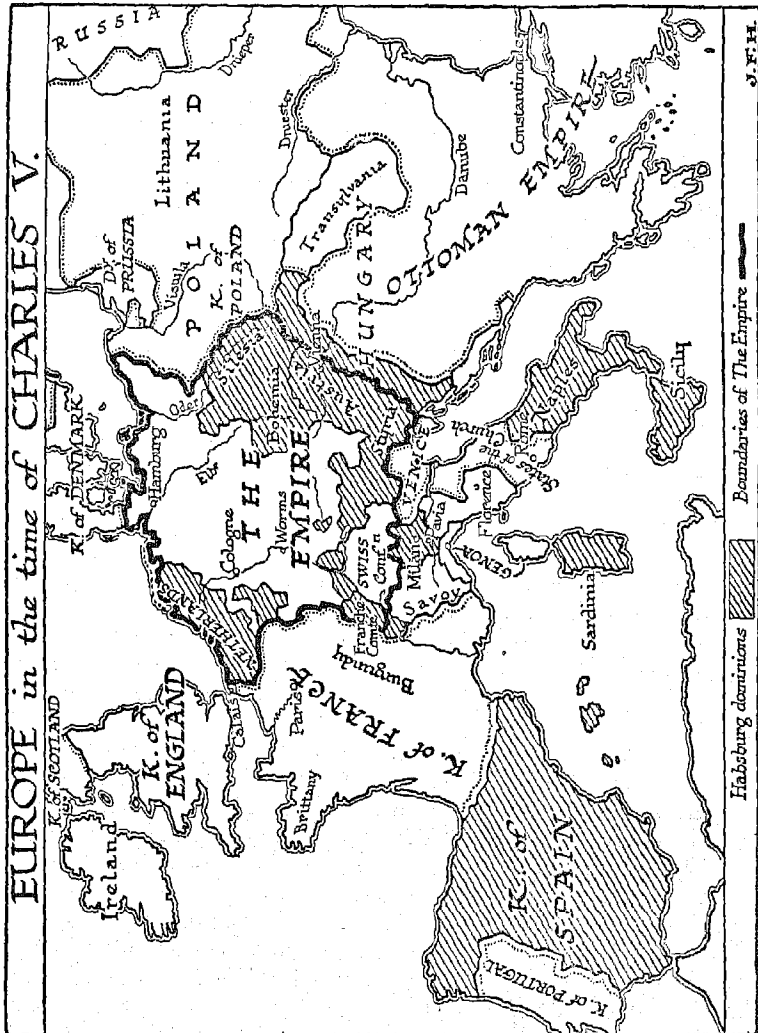 EUROPE in the time of CHARLES V.
RUSSIA
Dnieper
K. of SCOTLAND
K. of DENMARK
Dy. of
PRUSSIA
Lithuania
Ireland
K. of
ENGLAND
Hamburg
Vistula
POLAND
K. of
POLAND
NETHERLANDS
Elbe
Oder
Calais
Cologne
THE
EMPIRE
Silesia
Dniester
Brittany
Paris
Worms
Bohemia
Moravia
Austria
Transylvania
HUNGARY
K. of FRANCE
Burgundy
Franche
Comté
SWISS
Conf'n
Styria
Danube
Savoy
Milan
Pavia
VENICE
OTTOMAN EMPIRE
Constantinople
GENOA
Florence
States of the
Church
Rome
Naples
K. of PORTUGAL
K. of
SPAIN
Sardinia
Sicily
Habsburg dominions
Boundaries of The Empire
J.F.H.